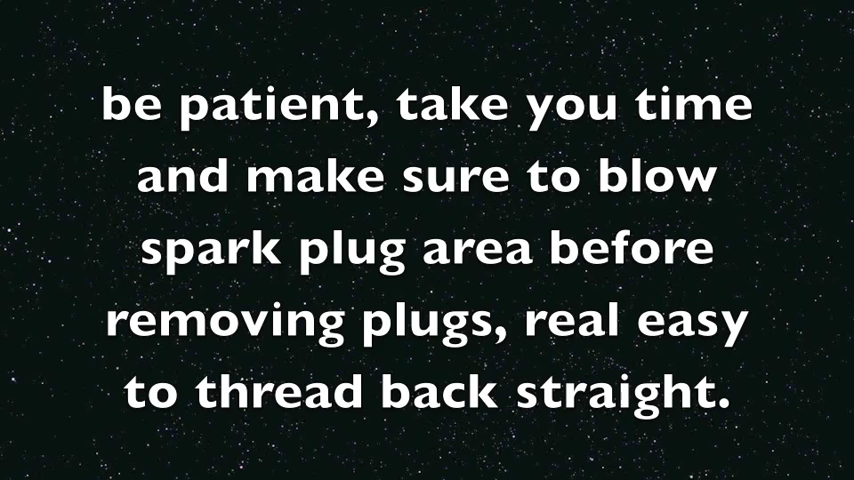 be patient, take you time
and make sure to blow
spark plug area before
removing plugs, real easy
to thread back straight.